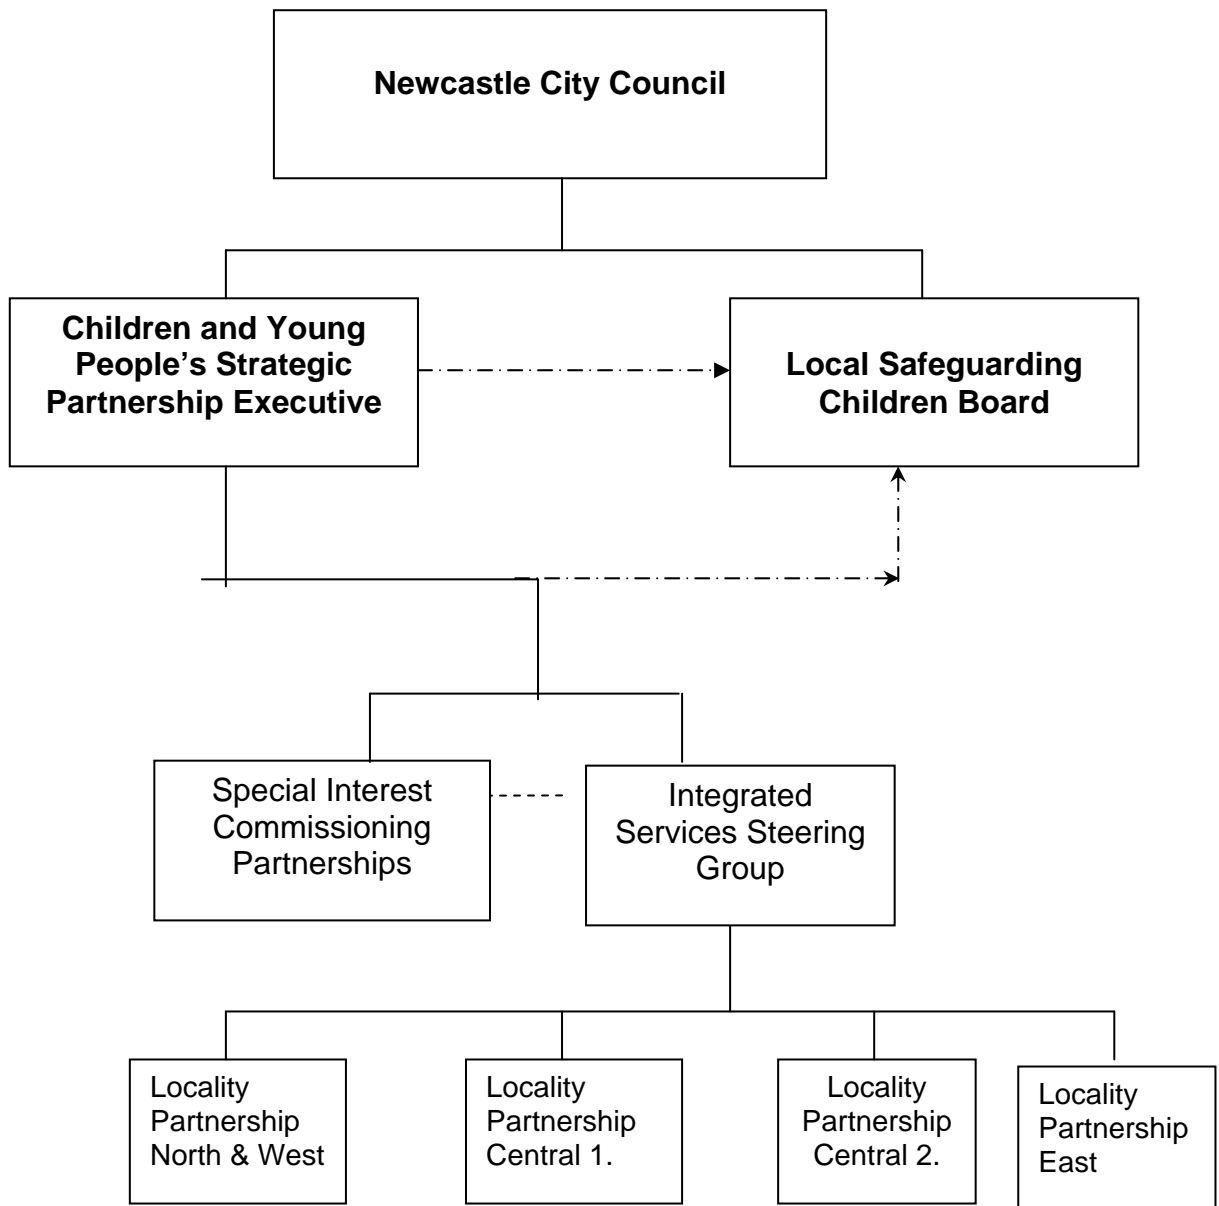 Newcastle City Council
Children and Young
People’s Strategic
Partnership Executive
Local Safeguarding
Children Board
Special Interest
Commissioning
Partnerships
Integrated
Services Steering
Group
Locality
Partnership
North & West
Locality
Partnership
Central 1.
Locality
Partnership
Central 2.
Locality
Partnership
East